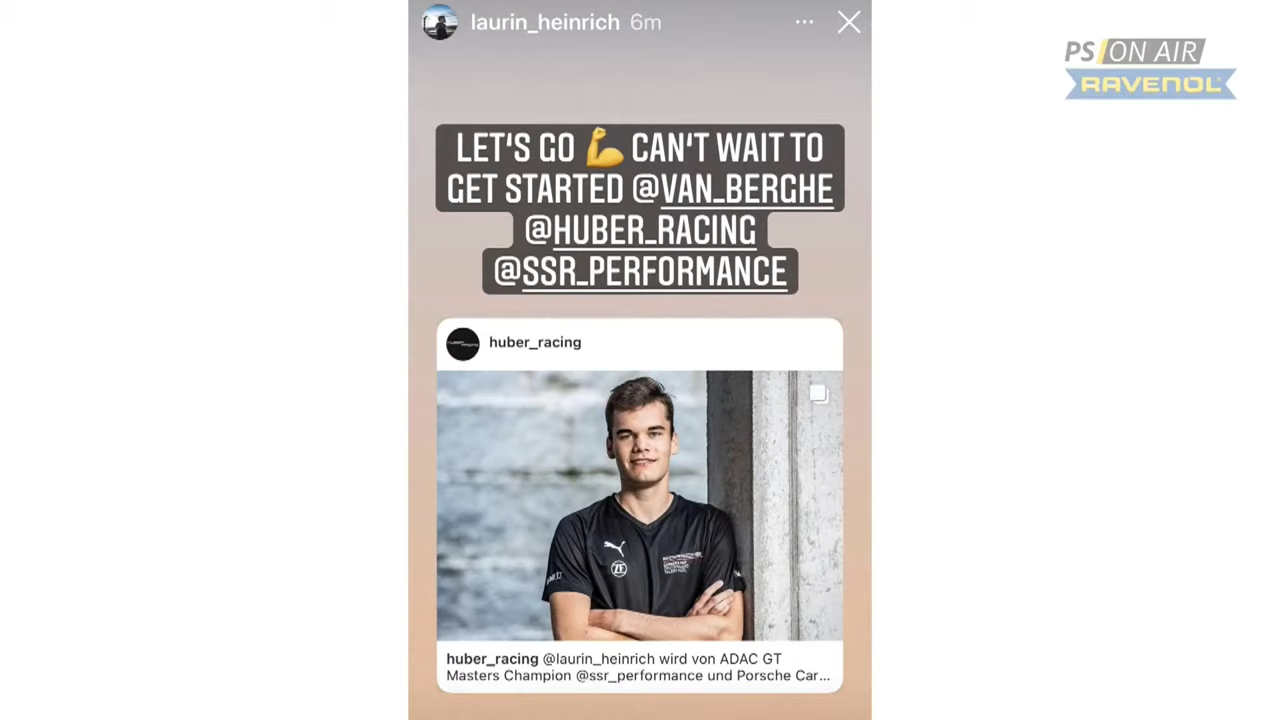 laurin_heinrich 6m
PS ON AIR
RAVENOL
LET'S GO 💪 CAN'T WAIT TO
GET STARTED @VAN_BERGHE
@HUBER_RACING
@SSR_PERFORMANCE
huber_racing
ZF
huber_racing @laurin_heinrich wird von ADAC GT
Masters Champion @ssr_performance und Porsche Car...